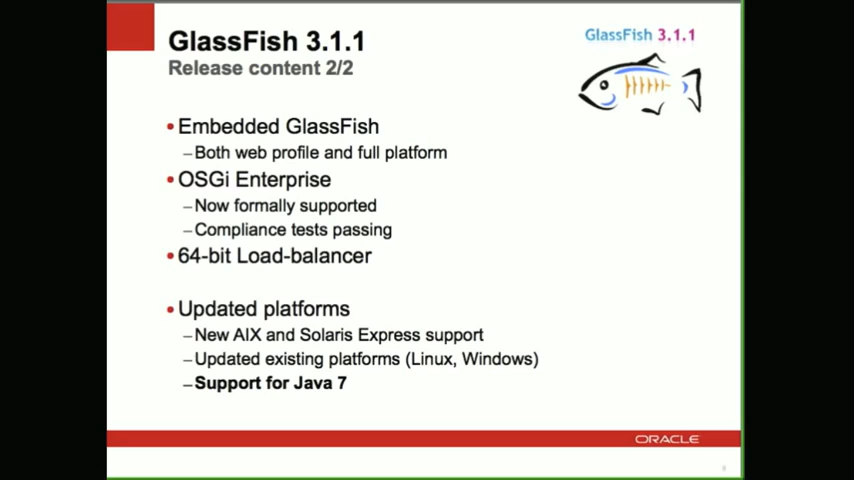 GlassFish 3.1.1
Release content 2/2
GlassFish 3.1.1
• Embedded GlassFish
– Both web profile and full platform
• OSGi Enterprise
– Now formally supported
– Compliance tests passing
• 64-bit Load-balancer
• Updated platforms
– New AIX and Solaris Express support
– Updated existing platforms (Linux, Windows)
– Support for Java 7
ORACLE